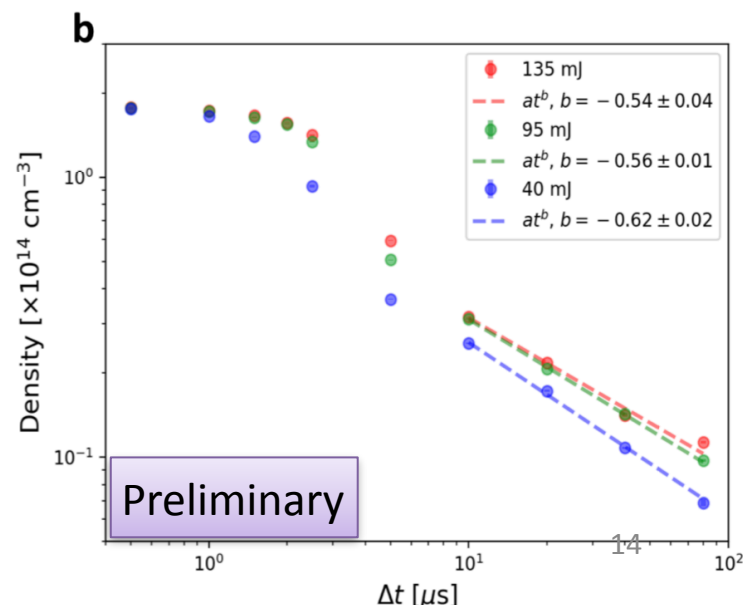 b
135 mJ
at^b, b = −0.54 ± 0.04
95 mJ
at^b, b = −0.56 ± 0.01
40 mJ
at^b, b = −0.62 ± 0.02
Density [×10^14 cm^−3]
10^0
10^−1
Preliminary
14
10^0 10^1 10^2
Δt [μs]